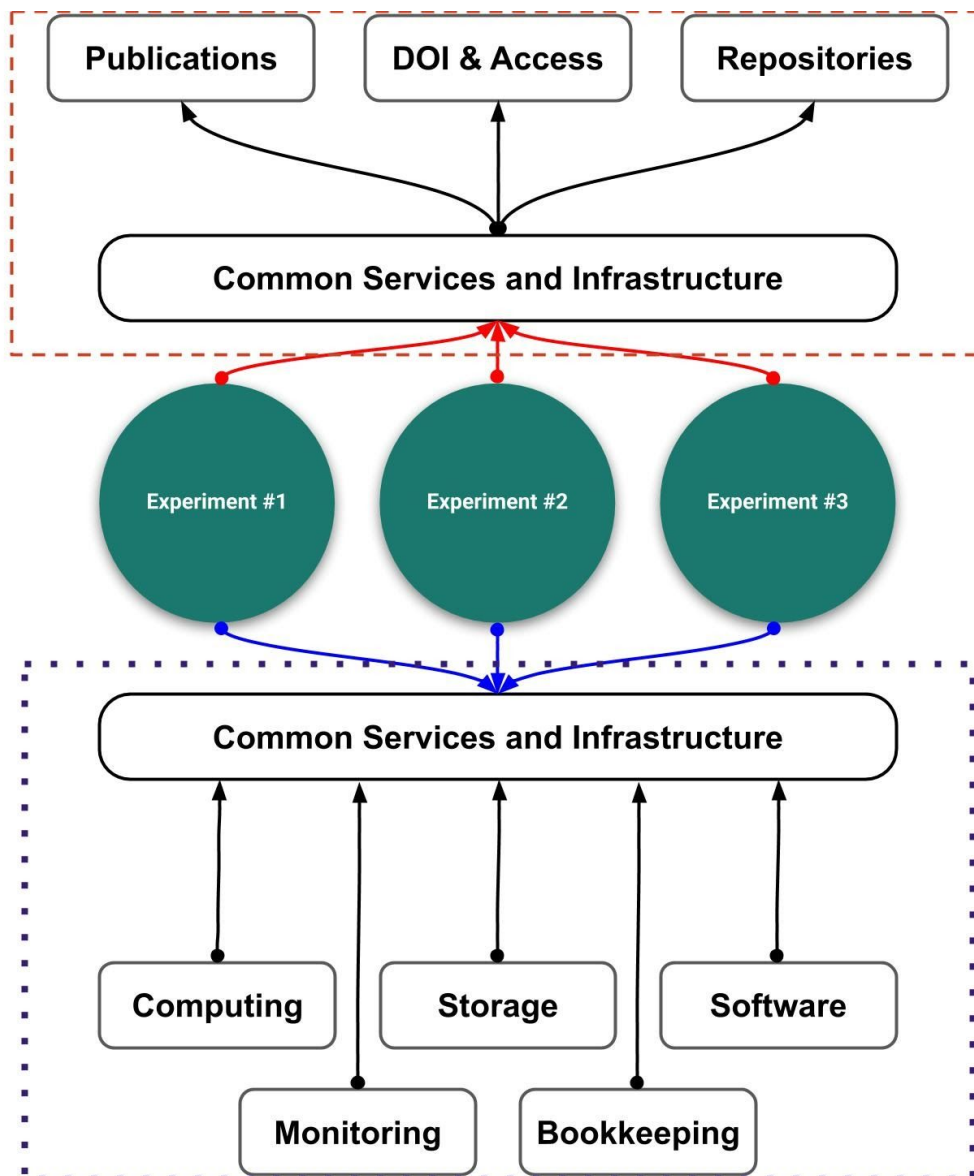 Publications
DOI & Access
Repositories
Common Services and Infrastructure
Experiment #1
Experiment #2
Experiment #3
Common Services and Infrastructure
Computing
Storage
Software
Monitoring
Bookkeeping